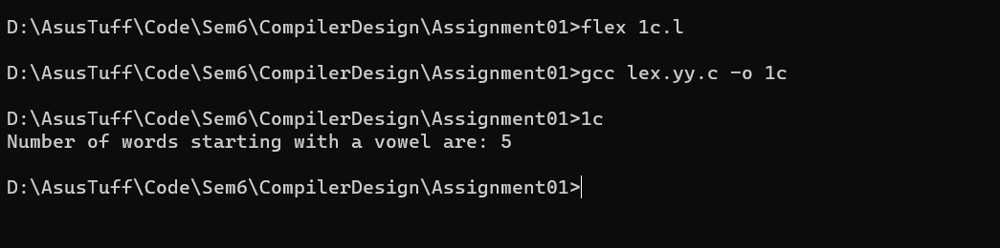 D:\AsusTuff\Code\Sem6\CompilerDesign\Assignment01>flex 1c.l
D:\AsusTuff\Code\Sem6\CompilerDesign\Assignment01>gcc lex.yy.c -o 1c
D:\AsusTuff\Code\Sem6\CompilerDesign\Assignment01>1c
Number of words starting with a vowel are: 5
D:\AsusTuff\Code\Sem6\CompilerDesign\Assignment01>